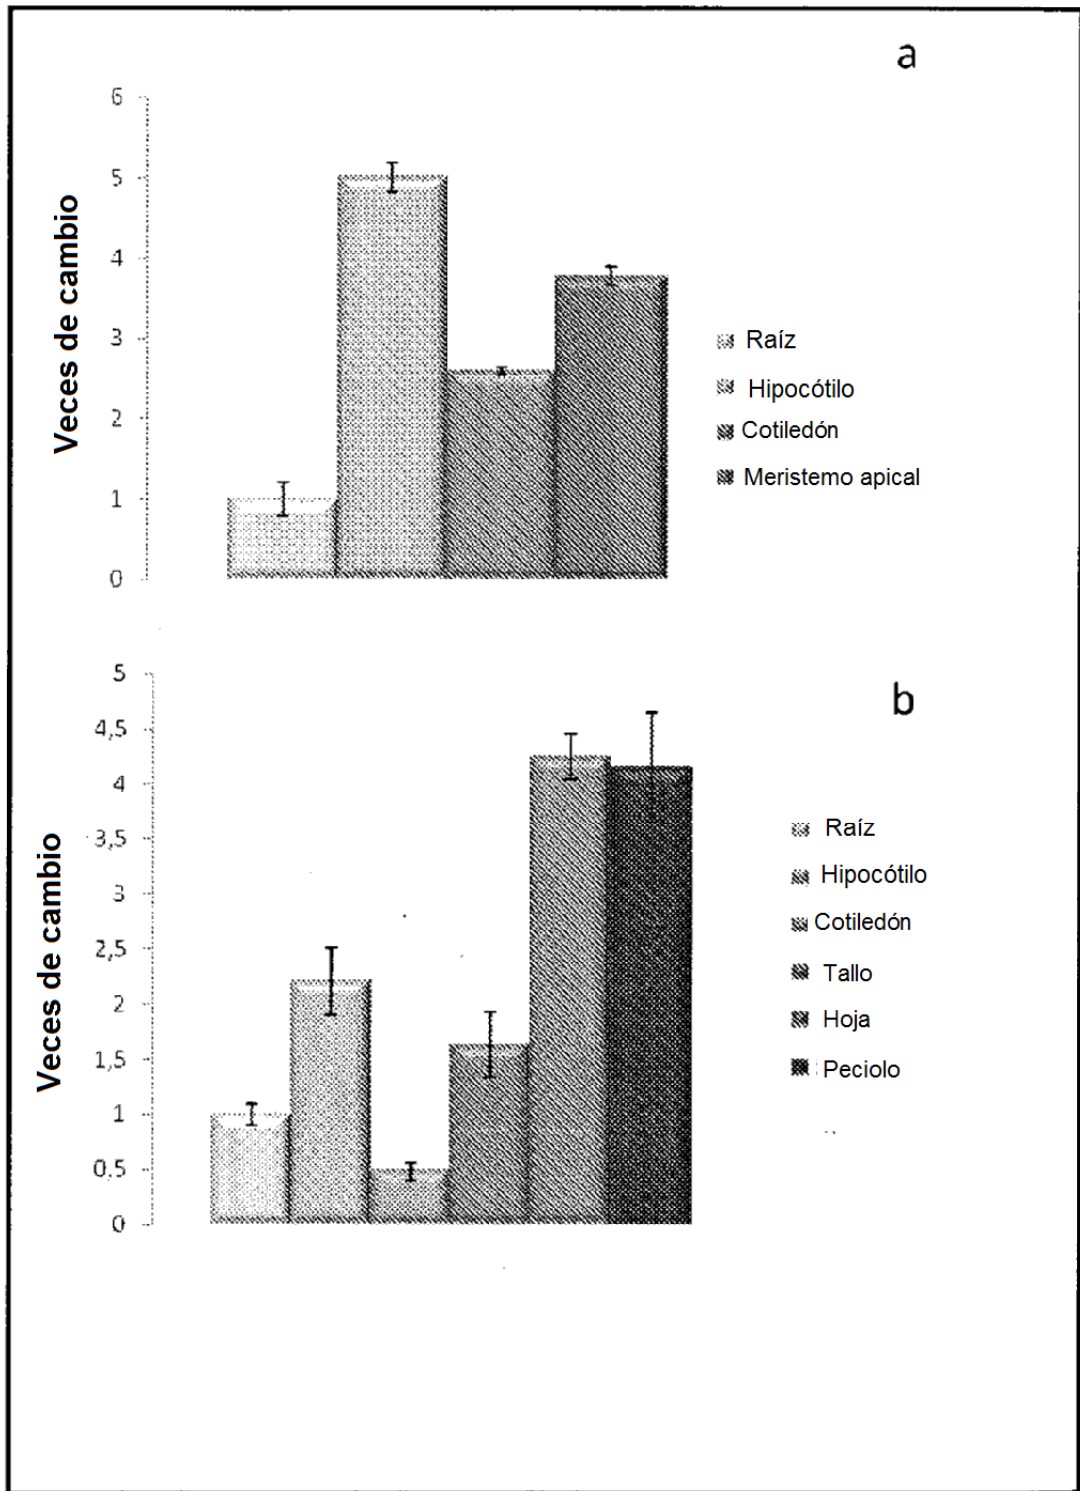 a
6
5
4
3
2
1
0
Veces de cambio
Raíz
Hipocótilo
Cotiledón
Meristemo apical
b
5
4,5
4
3,5
3
2,5
2
1,5
1
0,5
0
Veces de cambio
Raíz
Hipocótilo
Cotiledón
Tallo
Hoja
Peciolo